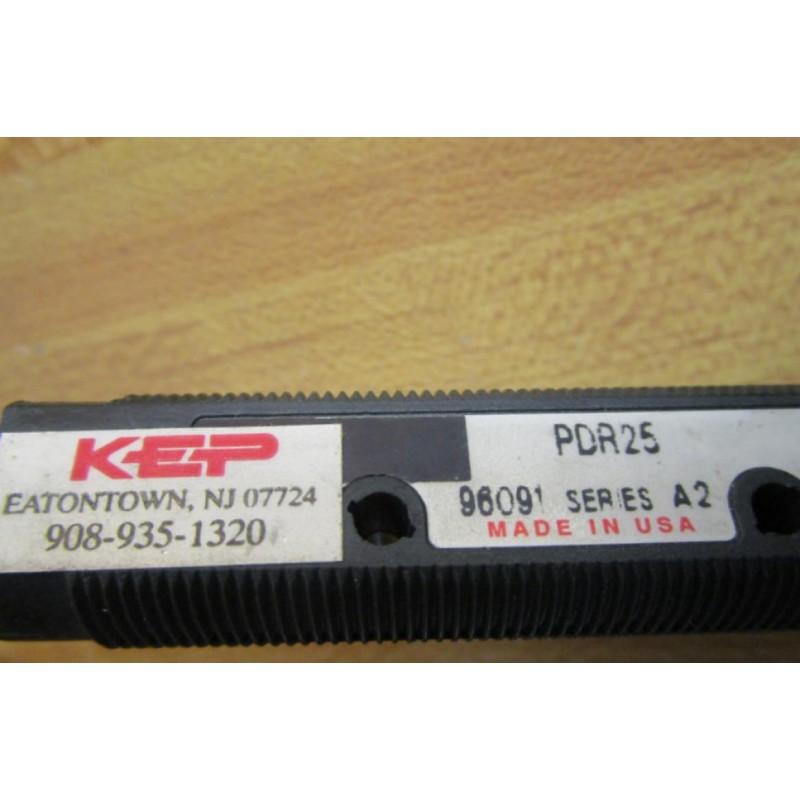 KEP
EATONTOWN, NJ 07724
908-935-1320
PDR25
96091 SERIES A2
MADE IN USA